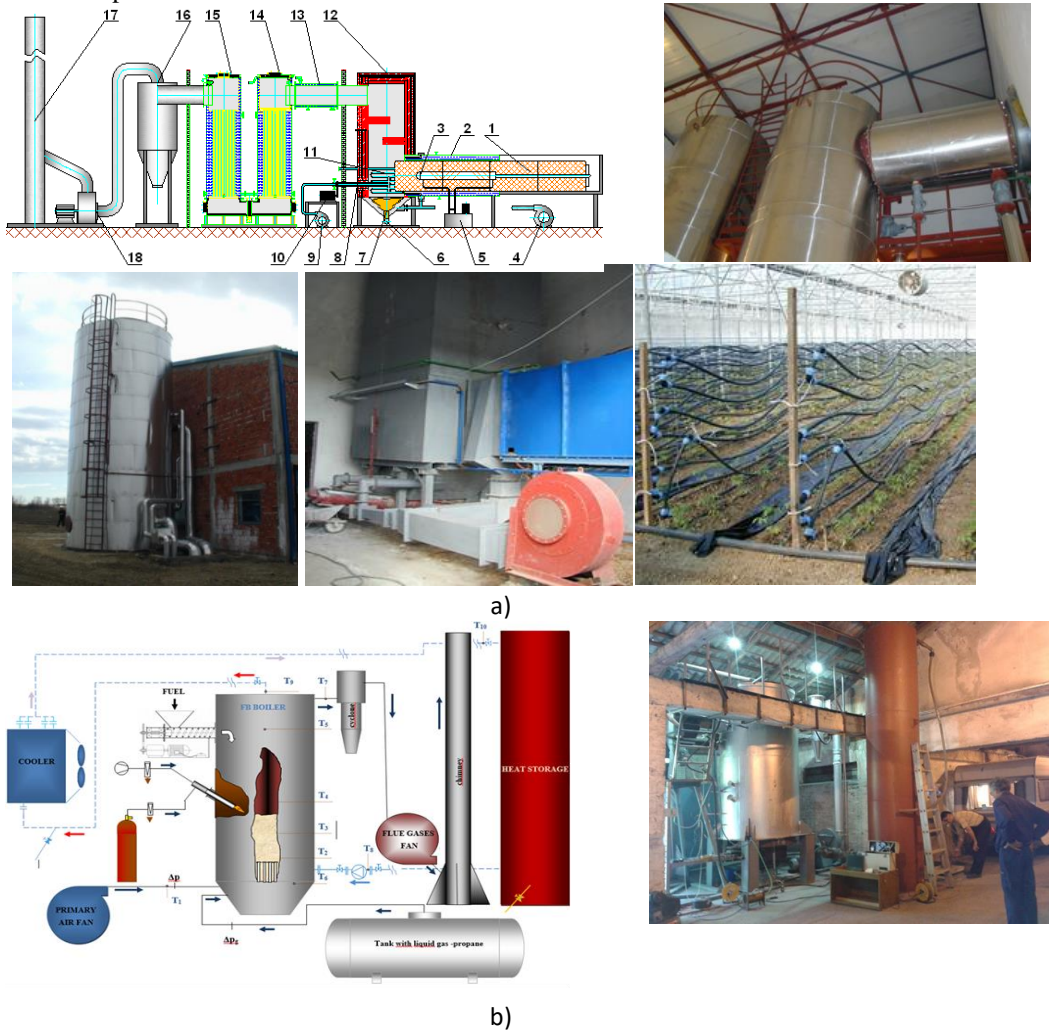 17 16 15 14 13 12
11 3 2 1
18 10 9 8 7 6 5 4
a)
T10
T9 T7
FUEL
FB BOILER
cyclone
T5
COOLER
chimney
HEAT STORAGE
T4
T3
FLUE GASES
FAN
T2
T8
T6
Δp
T1
PRIMARY
AIR FAN
Δpg
Tank with liquid gas -propane
b)